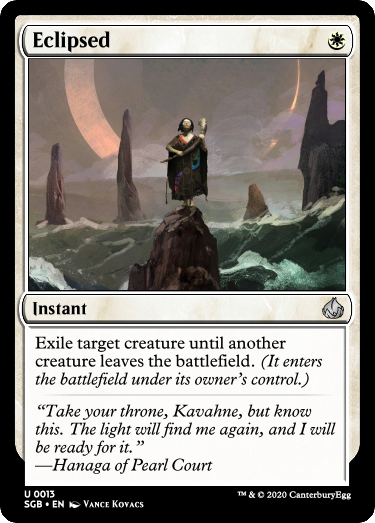 Eclipsed
Instant
Exile target creature until another
creature leaves the battlefield. (It enters
the battlefield under its owner's control.)
“Take your throne, Kavahne, but know
this. The light will find me again, and I will
be ready for it.”
—Hanaga of Pearl Court
U 0013
SGB • EN Vance Kovacs
™ & © 2020 CanterburyEgg